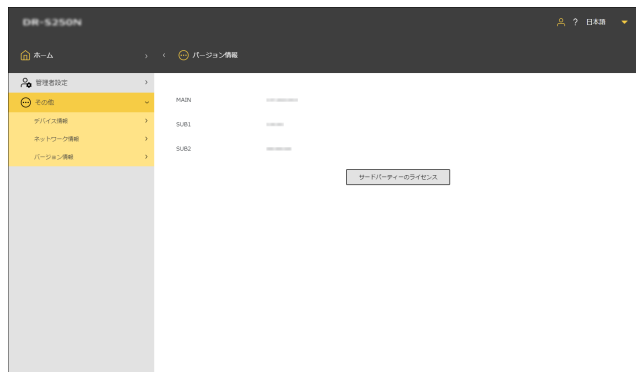 DR-S250N
? 日本語
ホーム
バージョン情報
管理者設定
その他
デバイス情報
ネットワーク情報
バージョン情報
MAIN
SUB1
SUB2
サードパーティーのライセンス